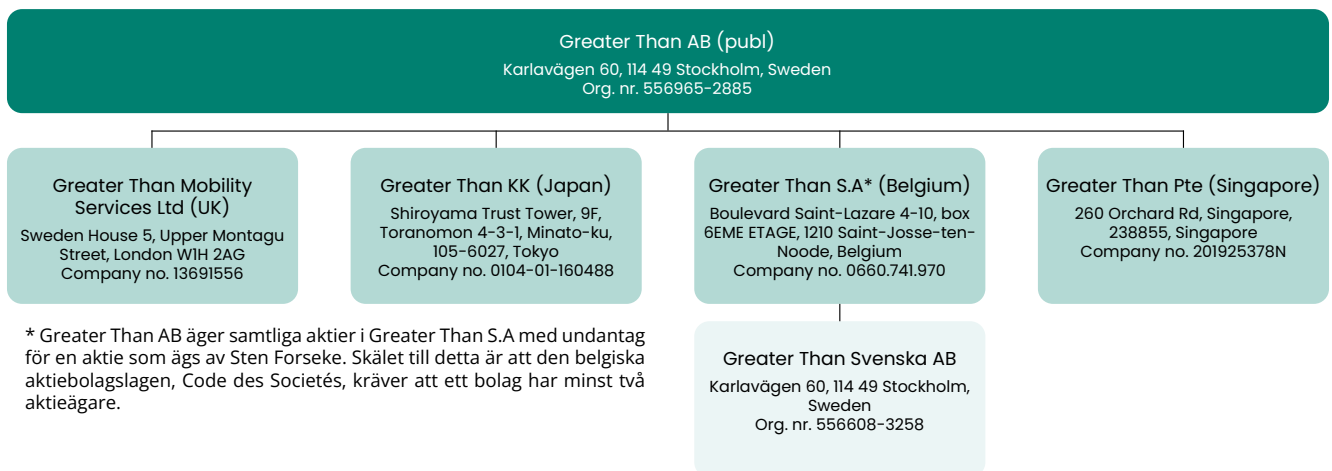 Greater Than AB (publ)
Karlavägen 60, 114 49 Stockholm, Sweden
Org. nr. 556965-2885
Greater Than Mobility
Services Ltd (UK)
Sweden House 5, Upper Montagu
Street, London W1H 2AG
Company no. 13691556
Greater Than KK (Japan)
Shiroyama Trust Tower, 9F,
Toranomon 4-3-1, Minato-ku,
105-6027, Tokyo
Company no. 0104-01-160488
Greater Than S.A* (Belgium)
Boulevard Saint-Lazare 4-10, box
6EME ETAGE, 1210 Saint-Josse-ten-
Noode, Belgium
Company no. 0660.741.970
Greater Than Pte (Singapore)
260 Orchard Rd, Singapore,
238855, Singapore
Company no. 201925378N
* Greater Than AB äger samtliga aktier i Greater Than S.A med undantag
för en aktie som ägs av Sten Forseke. Skälet till detta är att den belgiska
aktiebolagslagen, Code des Societés, kräver att ett bolag har minst två
aktieägare.
Greater Than Svenska AB
Karlavägen 60, 114 49 Stockholm,
Sweden
Org. nr. 556608-3258